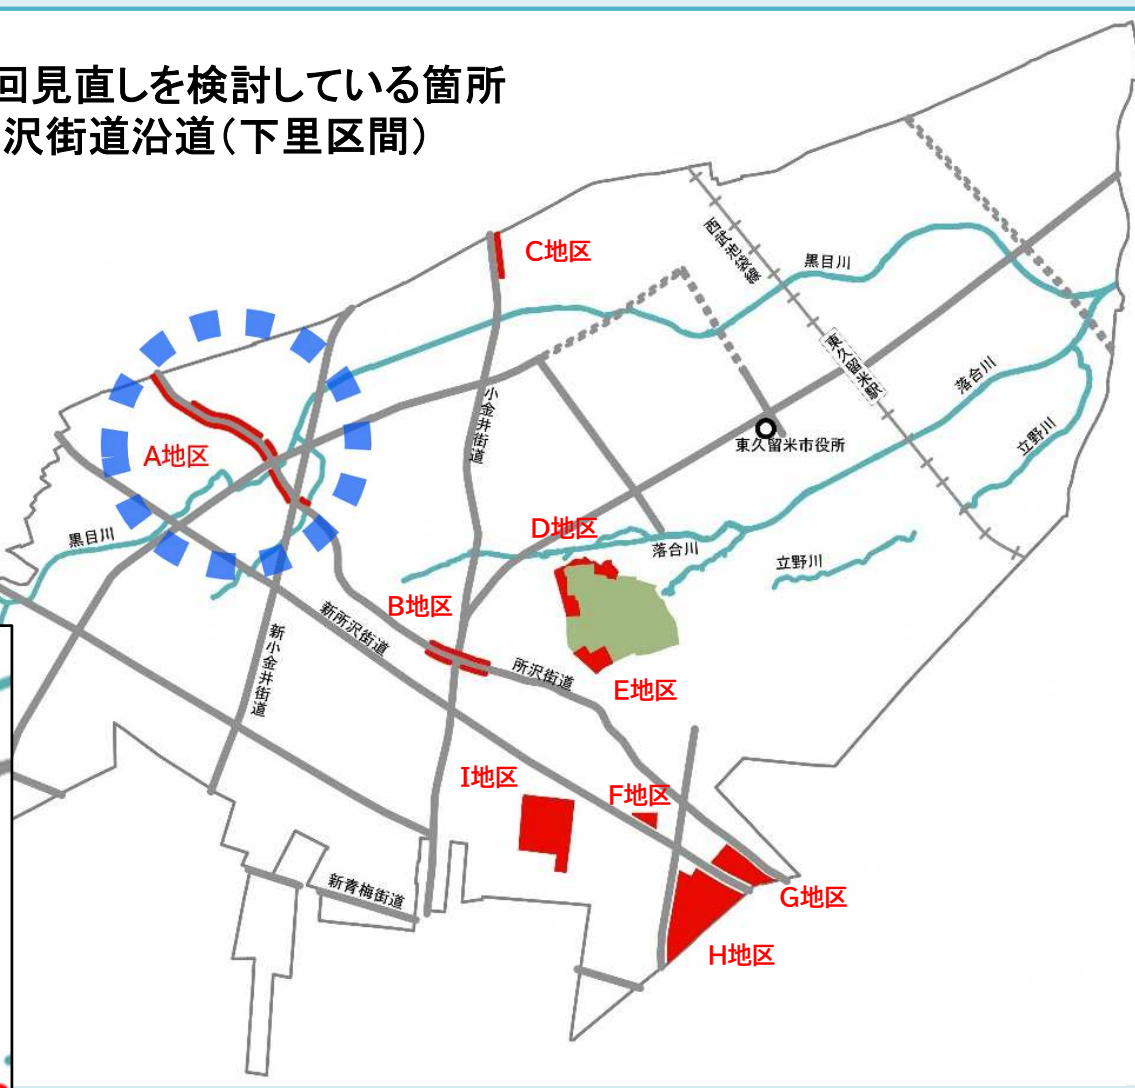 回見直しを検討している箇所
沢街道沿道(下里区間)
C地区
西武池袋線
黒目川
東久留米駅
落合川
小金井街道
立野川
東久留米市役所
A地区
D地区
黒目川
落合川
立野川
B地区
新所沢街道
新小金井街道
所沢街道
E地区
I地区
F地区
新青梅街道
G地区
H地区